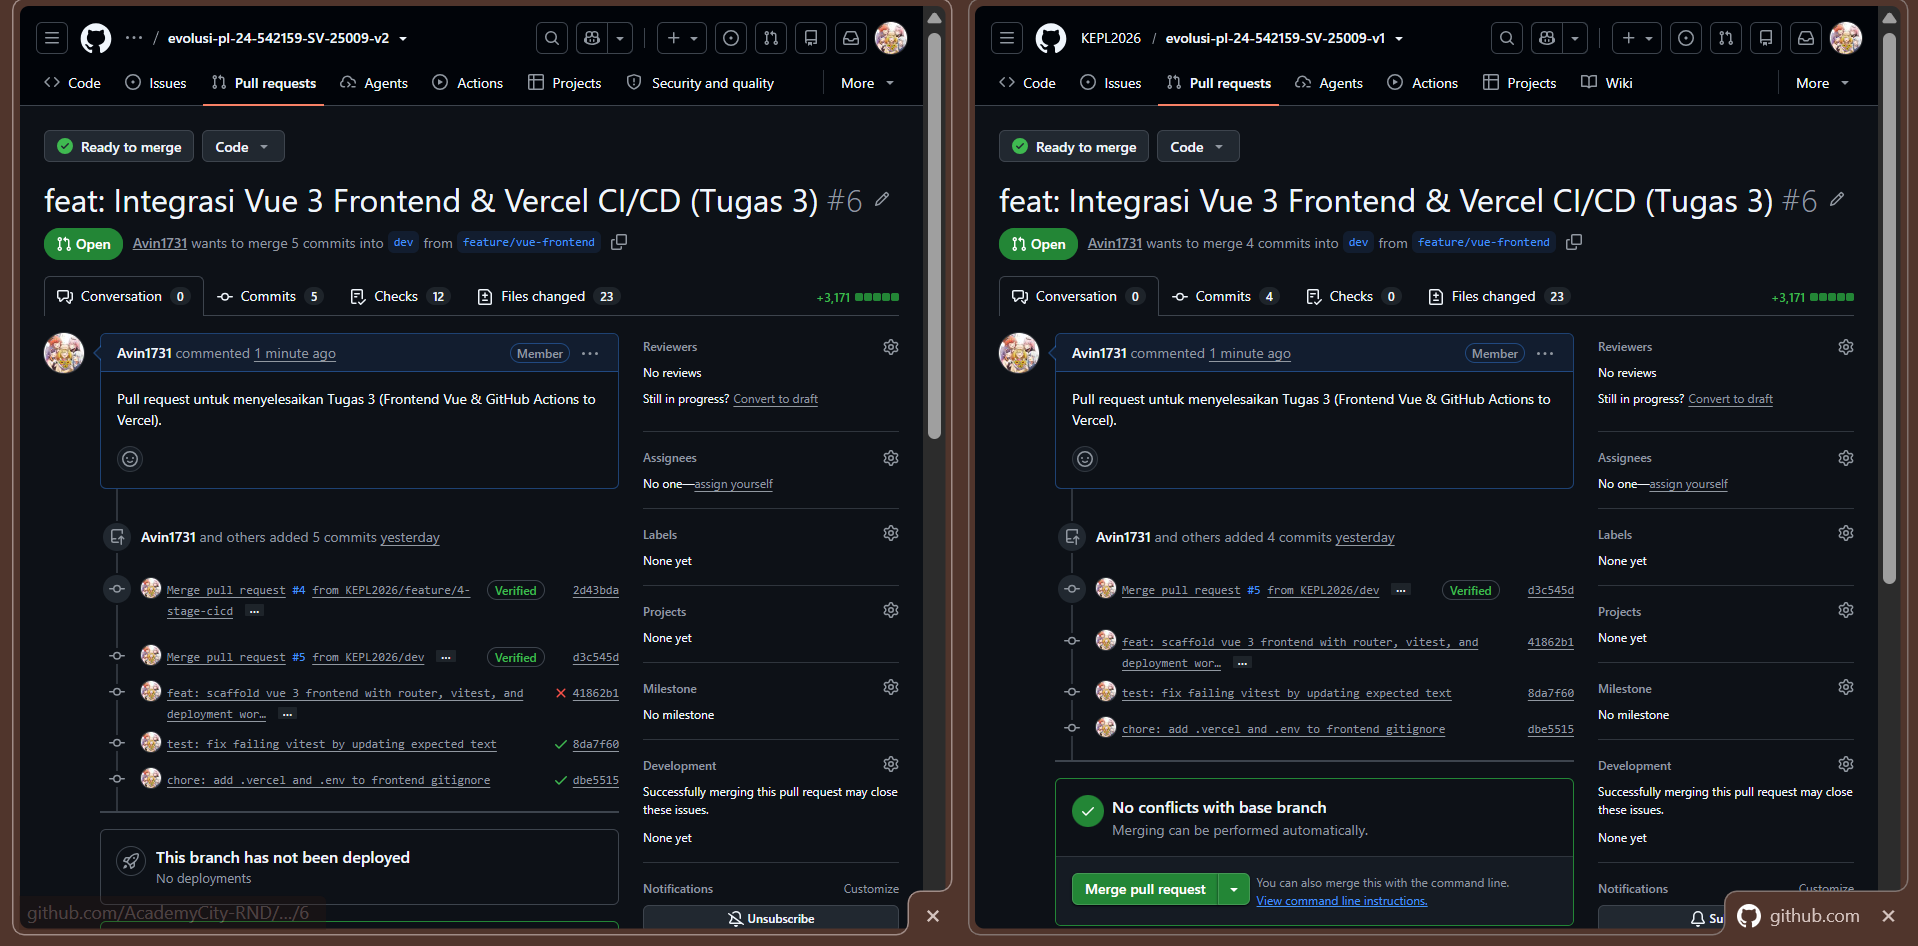 / evolusi-pl-24-542159-SV-25009-v2
Code Issues Pull requests Agents Actions Projects Security and quality More
Ready to merge Code
feat: Integrasi Vue 3 Frontend & Vercel CI/CD (Tugas 3) #6
Open Avin1731 wants to merge 5 commits into dev from feature/vue-frontend
Conversation 0 Commits 5 Checks 12 Files changed 23 +3,171
Avin1731 commented 1 minute ago Member
Pull request untuk menyelesaikan Tugas 3 (Frontend Vue & GitHub Actions to
Vercel).
Avin1731 and others added 5 commits yesterday
Merge pull request #4 from KEPL2026/feature/4- Verified 2d43bda
stage-cicd ...
Merge pull request #5 from KEPL2026/dev ... Verified d3c545d
feat: scaffold vue 3 frontend with router, vitest, and 41862b1
deployment wor… ...
test: fix failing vitest by updating expected text 8da7f60
chore: add .vercel and .env to frontend gitignore dbe5515
This branch has not been deployed
No deployments
Reviewers
No reviews
Still in progress? Convert to draft
Assignees
No one—assign yourself
Labels
None yet
Projects
None yet
Milestone
No milestone
Development
Successfully merging this pull request may close
these issues.
None yet
Notifications Customize
Unsubscribe
github.com/AcademyCity-RND/.../6
KEPL2026 / evolusi-pl-24-542159-SV-25009-v1
Code Issues Pull requests Agents Actions Projects Wiki More
Ready to merge Code
feat: Integrasi Vue 3 Frontend & Vercel CI/CD (Tugas 3) #6
Open Avin1731 wants to merge 4 commits into dev from feature/vue-frontend
Conversation 0 Commits 4 Checks 0 Files changed 23 +3,171
Avin1731 commented 1 minute ago Member
Pull request untuk menyelesaikan Tugas 3 (Frontend Vue & GitHub Actions to
Vercel).
Avin1731 and others added 4 commits yesterday
Merge pull request #5 from KEPL2026/dev ... Verified d3c545d
feat: scaffold vue 3 frontend with router, vitest, and 41862b1
deployment wor… ...
test: fix failing vitest by updating expected text 8da7f60
chore: add .vercel and .env to frontend gitignore dbe5515
No conflicts with base branch
Merging can be performed automatically.
Merge pull request You can also merge this with the command line.
View command line instructions.
Reviewers
No reviews
Still in progress? Convert to draft
Assignees
No one—assign yourself
Labels
None yet
Projects
None yet
Milestone
No milestone
Development
Successfully merging this pull request may close
these issues.
None yet
Notifications Customize
Su
github.com